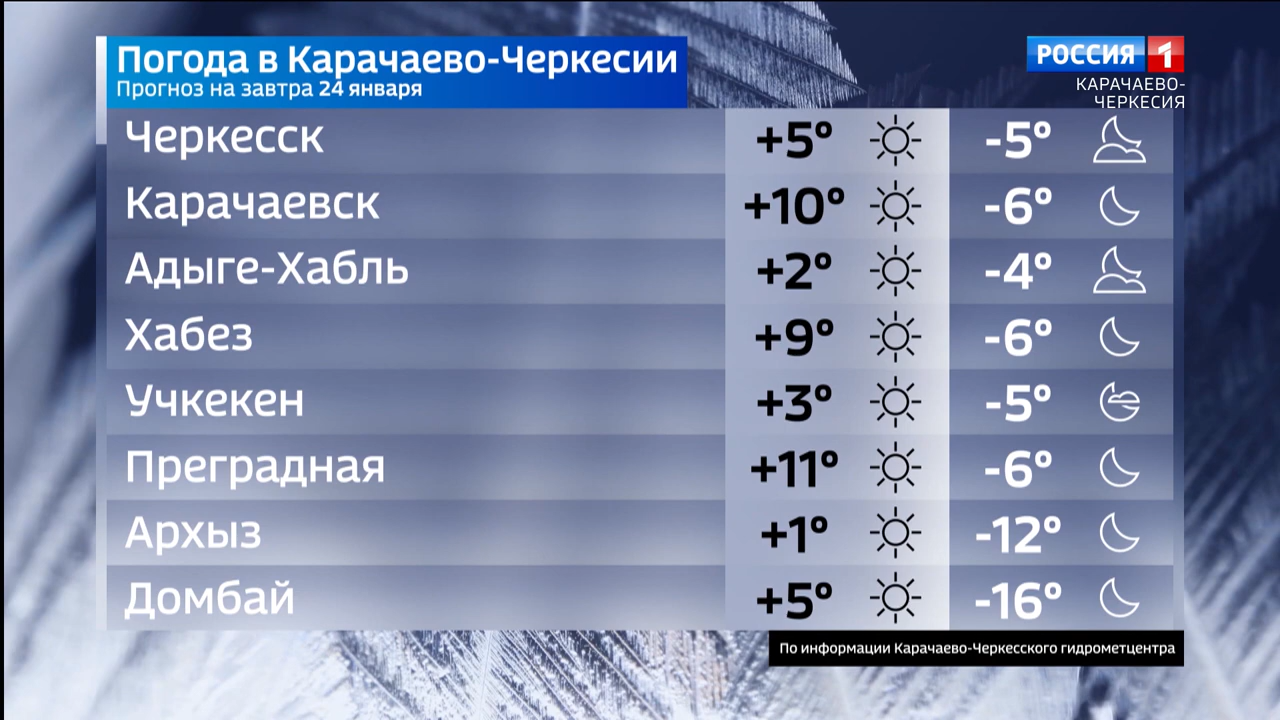 Погода в Карачаево-Черкесии
Прогноз на завтра 24 января
РОССИЯ 1
КАРАЧАЕВО-
ЧЕРКЕСИЯ
Черкесск +5° -5°
Карачаевск +10° -6°
Адыге-Хабль +2° -4°
Хабез +9° -6°
Учкекен +3° -5°
Преградная +11° -6°
Архыз +1° -12°
Домбай +5° -16°
По информации Карачаево-Черкесского гидрометцентра